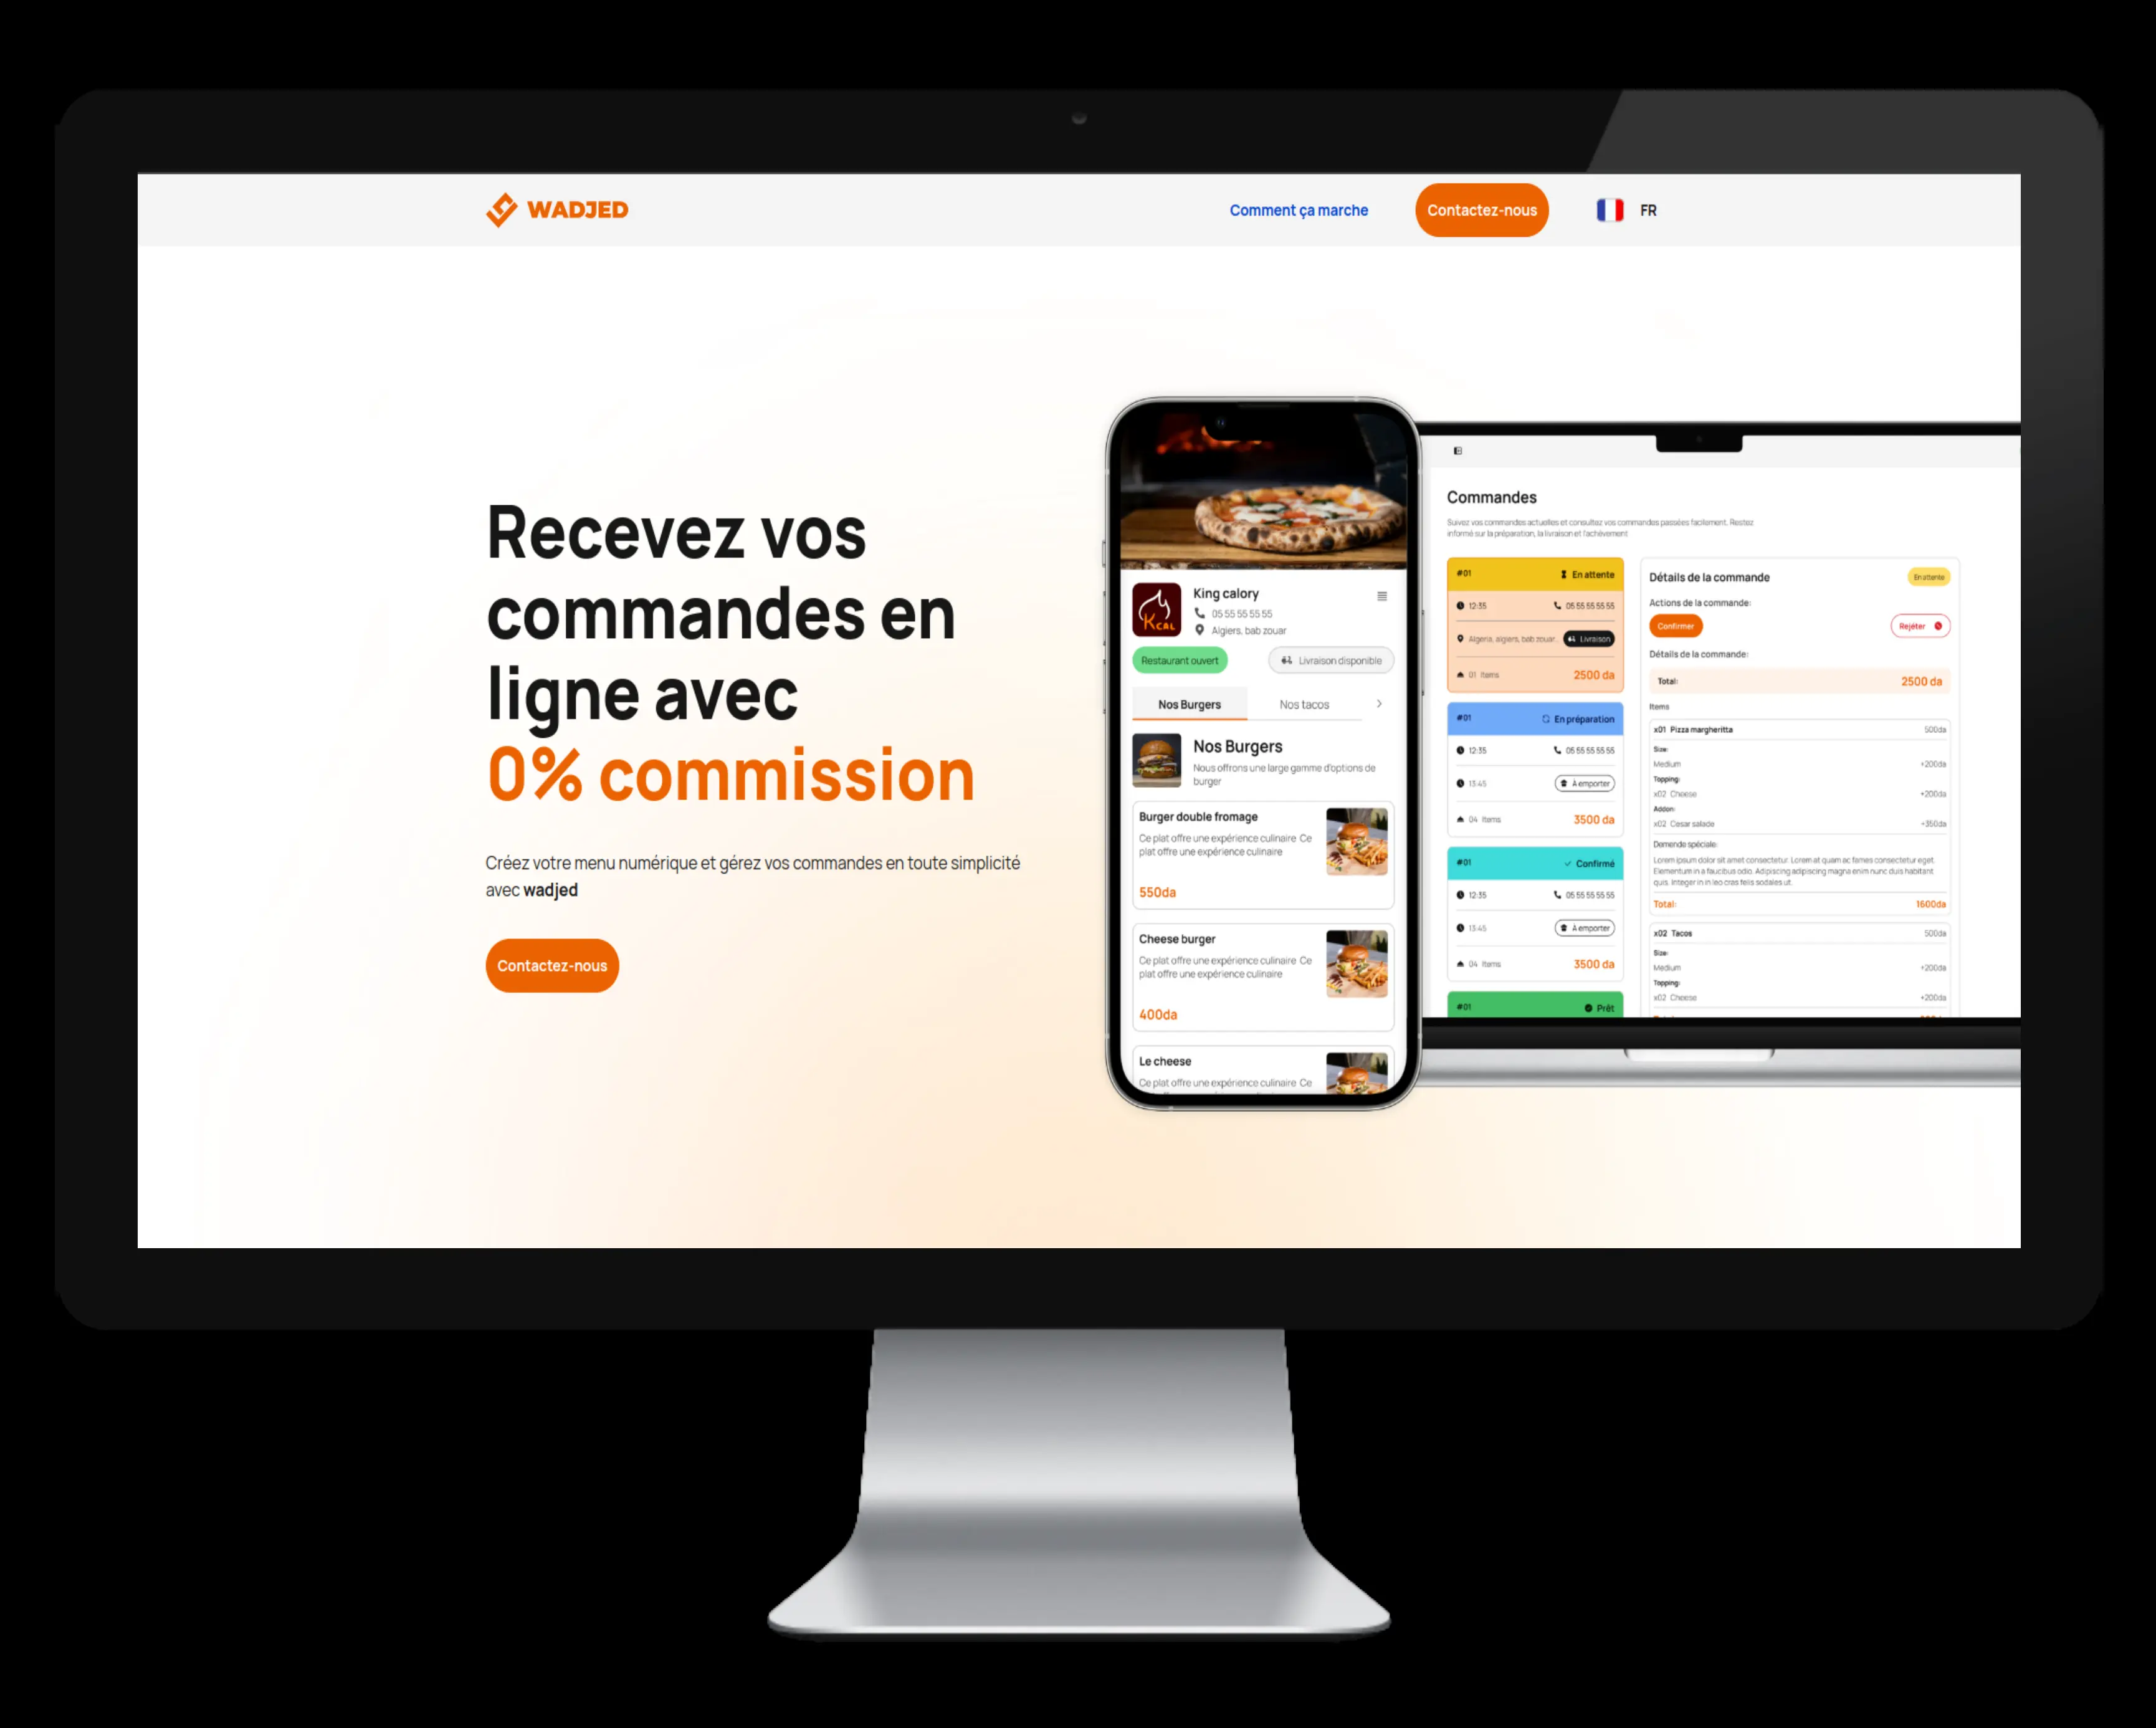 WADJED
Comment ça marche
Contactez-nous
FR
Recevez vos
commandes en
ligne avec
0% commission
Créez votre menu numérique et gérez vos commandes en toute simplicité
avec wadjed
Contactez-nous
KCAL
King calory
05 55 55 55 55
Algiers, bab zouar
Restaurant ouvert
Livraison disponible
Nos Burgers
Nos tacos
Nos Burgers
Nous offrons une large gamme d'options de
burger
Burger double fromage
Ce plat offre une expérience culinaire Ce
plat offre une expérience culinaire
550da
Cheese burger
Ce plat offre une expérience culinaire Ce
plat offre une expérience culinaire
400da
Le cheese
Ce plat offre une expérience culinaire Ce
Commandes
Suivez vos commandes actuelles et consultez vos commandes passées facilement. Restez
informé sur la préparation, la livraison et l'achèvement
#01 En attente
12:35 05 55 55 55 55
Algeria, algiers, bab zouar... Livraison
01 Items 2500 da
#01 En préparation
12:35 05 55 55 55 55
13:45 À emporter
04 Items 3500 da
#01 Confirmé
12:35 05 55 55 55 55
13:45 À emporter
04 Items 3500 da
#01 Prêt
Détails de la commande En attente
Actions de la commande:
Confirmer Rejéter
Détails de la commande:
Total: 2500 da
Items
x01 Pizza margheritta 500da
Size:
Medium +200da
Topping:
x02 Cheese +200da
Addon:
x02 Cesar salade +350da
Demande spéciale:
Lorem ipsum dolor sit amet consectetur. Lorem at quam ac fames consectetur eget.
Elementum in a faucibus odio. Adipiscing adipiscing magna enim nunc duis habitant
quis. Integer in in leo cras felis sodales ut.
Total: 1600da
x02 Tacos 500da
Size:
Medium +200da
Topping:
x02 Cheese +200da